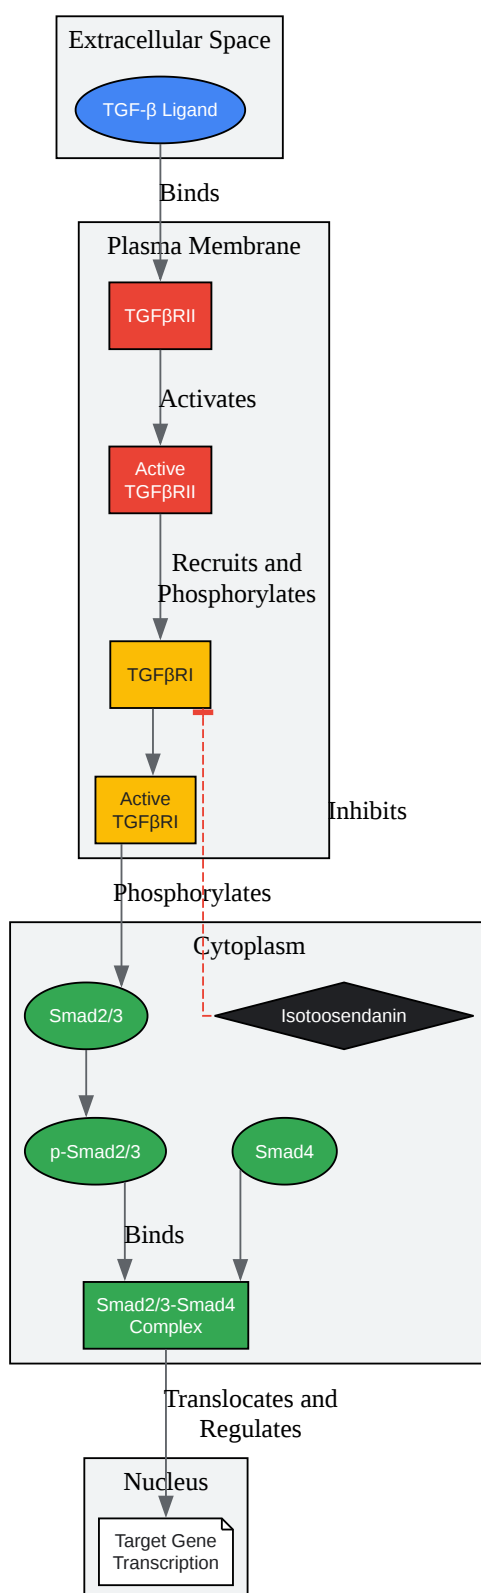 Extracellular Space
TGF-β Ligand
Binds
Plasma Membrane
TGFβRII
Activates
Active
TGFβRII
Recruits and
Phosphorylates
TGFβRI
Active
TGFβRI
Inhibits
Phosphorylates
Cytoplasm
Smad2/3
Isotoosendanin
p-Smad2/3
Smad4
Binds
Smad2/3-Smad4
Complex
Translocates and
Regulates
Nucleus
Target Gene
Transcription